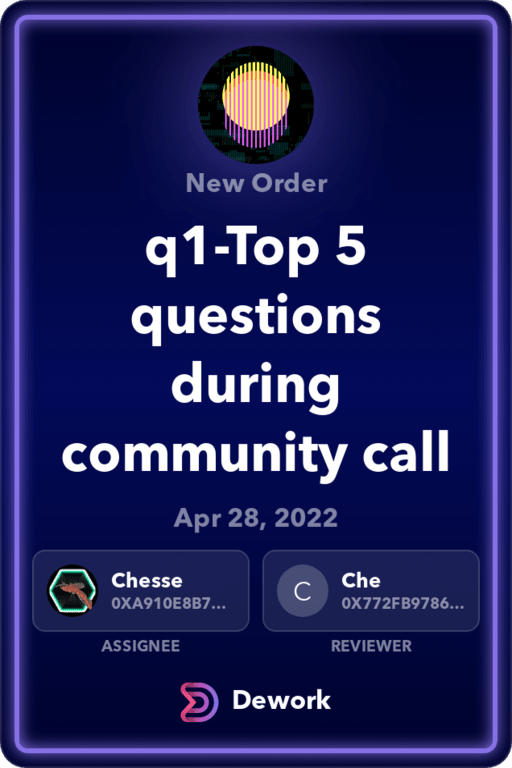 New Order
q1-Top 5
questions
during
community call
Apr 28, 2022
Chesse
0XA910E8B7...
ASSIGNEE
C
Che
0X772FB9786...
REVIEWER
Dework